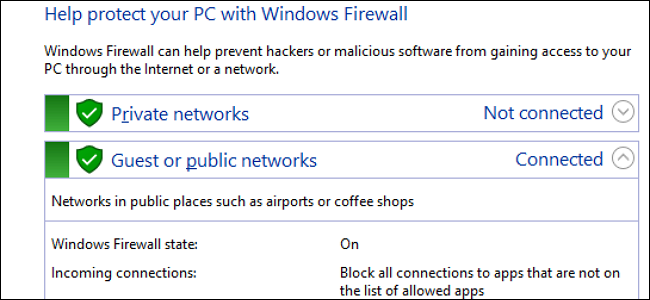 Help protect your PC with Windows Firewall
Windows Firewall can help prevent hackers or malicious software from gaining access to your
PC through the Internet or a network.
Private networks Not connected
Guest or public networks Connected
Networks in public places such as airports or coffee shops
Windows Firewall state: On
Incoming connections: Block all connections to apps that are not on
the list of allowed apps